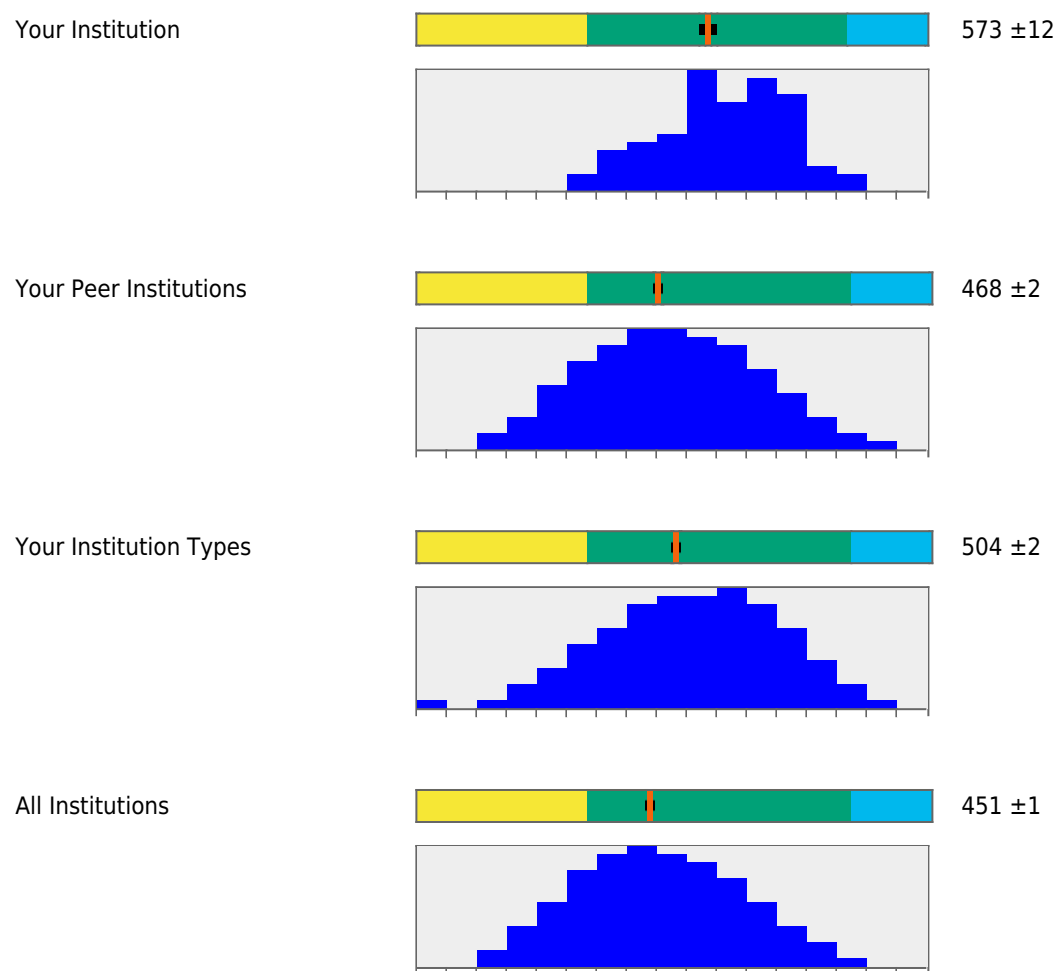 Your Institution 573 ±12
Your Peer Institutions 468 ±2
Your Institution Types 504 ±2
All Institutions 451 ±1